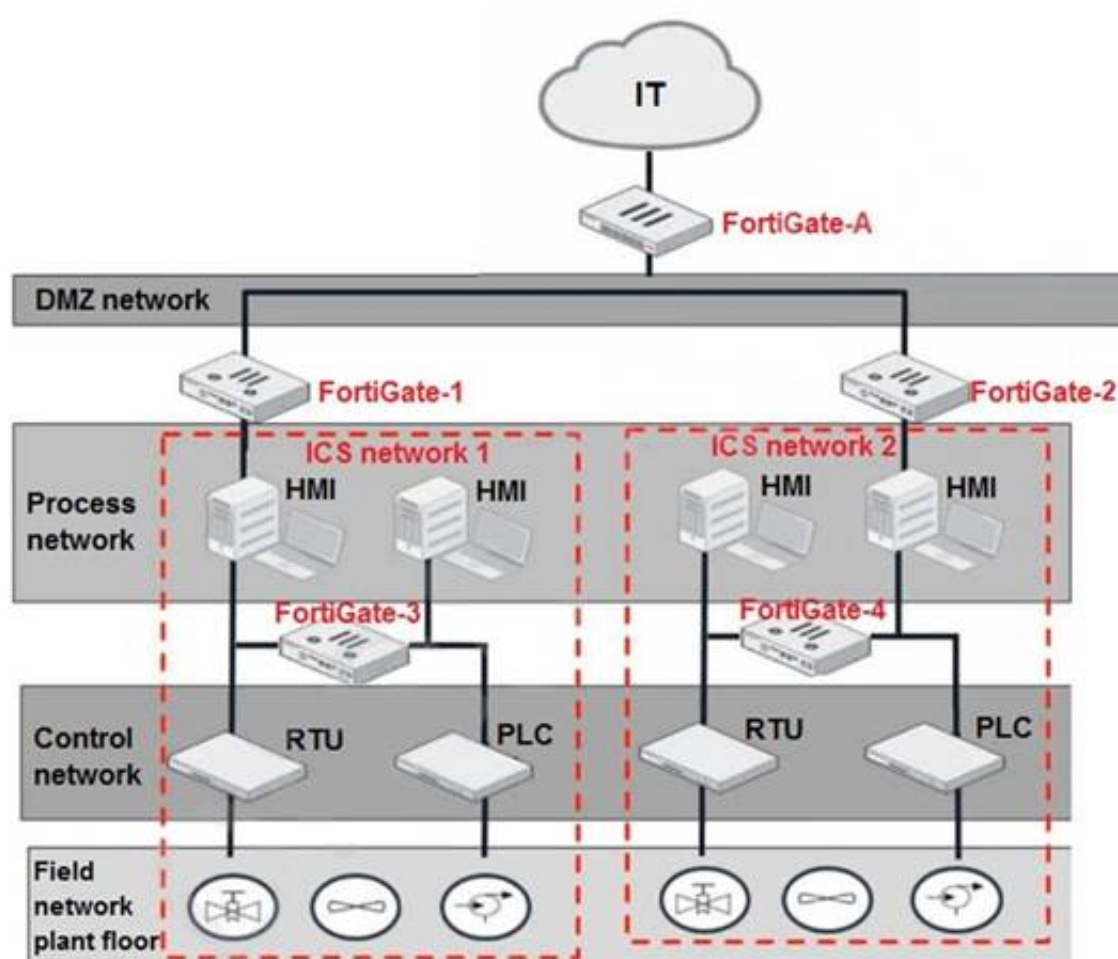 IT
FortiGate-A
DMZ network
FortiGate-1
FortiGate-2
ICS network 1
ICS network 2
HMI
HMI
HMI
HMI
Process
network
FortiGate-3
FortiGate-4
Control
network
RTU
PLC
RTU
PLC
Field
network
plant floor